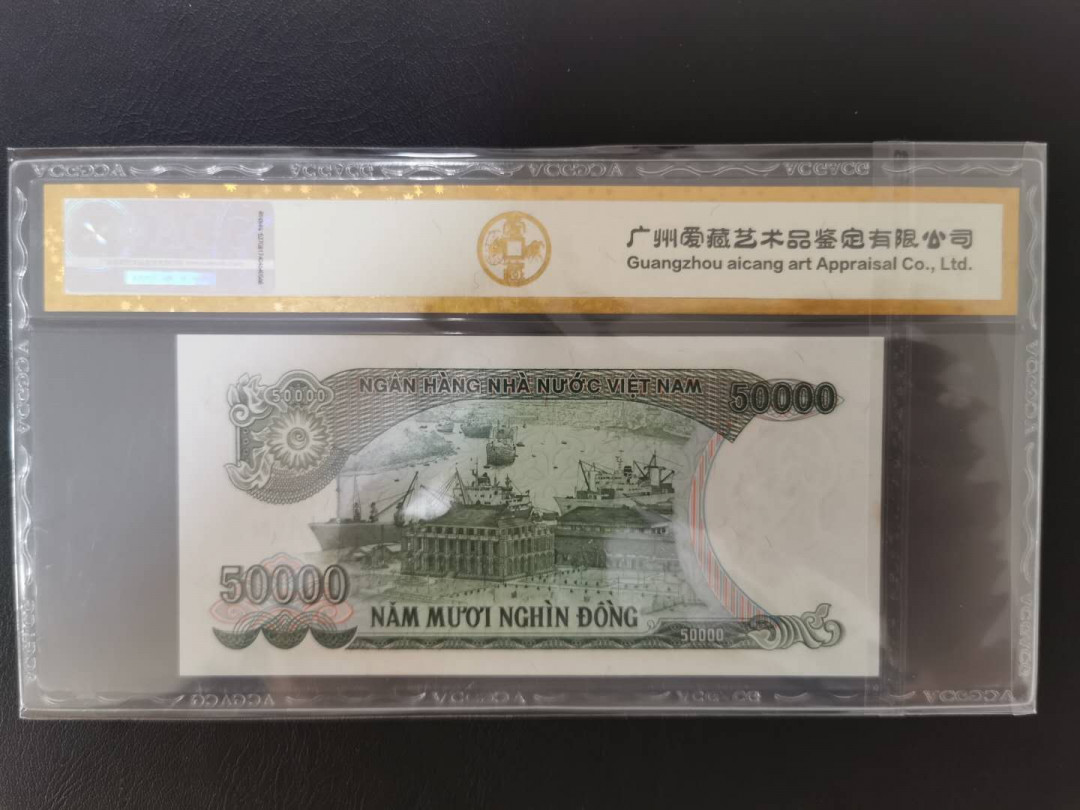 广州爱藏艺术品鉴定有限公司
Guangzhou aicang art Appraisal Co., Ltd.
NGÂN HÀNG NHÀ NƯỚC VIỆT NAM
50000
50000
50000
NĂM MƯƠI NGHÌN ĐỒNG
50000